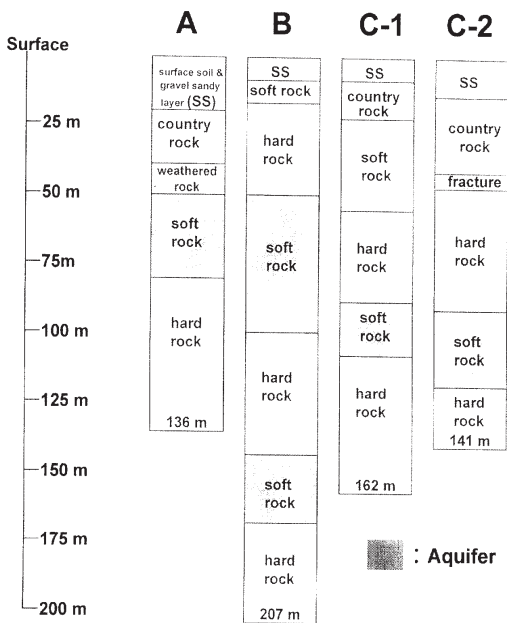 A B C-1 C-2
Surface
25 m
50 m
75m
100 m
125 m
150 m
175 m
200 m
surface soil &
gravel sandy
layer (SS)
country
rock
weathered
rock
soft
rock
hard
rock
136 m
SS
soft rock
hard
rock
soft
rock
hard
rock
soft
rock
hard
rock
207 m
SS
country
rock
soft
rock
hard
rock
soft
rock
hard
rock
162 m
SS
country
rock
fracture
hard
rock
soft
rock
hard
rock
141 m
: Aquifer